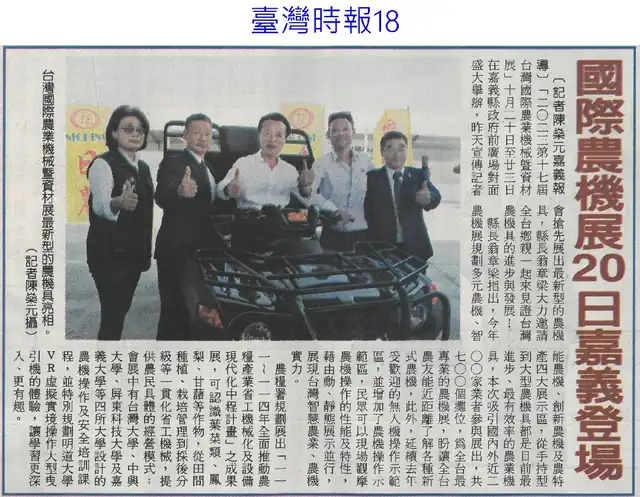 臺灣時報18
國際農機展20日嘉義登場
〔記者陳燊元嘉義報
導〕「二〇二二第十七屆
台灣國際農業機械暨資材
展」十月二十日至廿三日
在嘉義縣政府前廣場對面
盛大舉辦，昨天宣傳記者
會搶先展出最新型的農機
具，縣長翁章梁大力邀請
全台鄉親一起來見證台灣
農機具的進步與發展！
縣長翁章梁指出，今年
農機展規劃多元農機、智
能農機、創新農機及農特
產四大展示區，從手持型
到大型農機具都是目前最
進步、最有效率的農業機
具，本次吸引國內外近二
〇〇家業者參與展出，共
七〇〇個攤位，為全台最
專業的農機展，盼讓全台
農友能近距離了解各種新
式農機，此外，延續去年
受歡迎的無人機操作示範
區，並增加了農機操作示
範區，民眾可以現場觀摩
農機操作的性能及特性，
藉由動、靜態展示並行，
展現台灣智慧農業、農機
實力。
農糧署規劃展出「一一
一～一一四年全面推動農
糧產業省工機械化及設備
現代化中程計畫」之成果
展，可認識葉菜類、鳳
梨、甘藷等作物，從田間
種植、栽培管理到採後分
級等一貫化省工機械，提
供農民具體的經營模式；
會展中有台灣大學、中興
大學、屏東科技大學及嘉
義大學等四所大學設計的
農機操作及安全培訓課
程，並特別規劃明道大學
VR虛擬實境操作大型曳
引機的體驗，讓學習更深
入、更有趣。
台灣國際農業機械暨資材展最新型的農機具亮相。
（記者陳燊元攝）